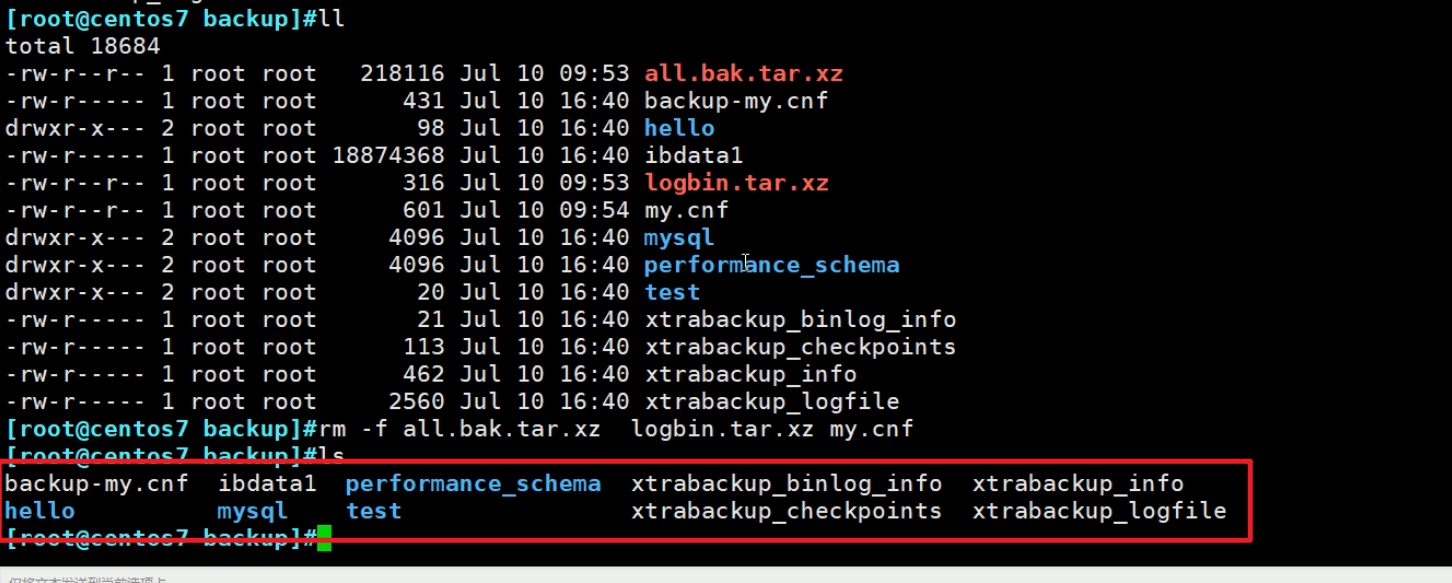 [root@centos7 backup]#ll
total 18684
-rw-r--r-- 1 root root   218116 Jul 10 09:53 all.bak.tar.xz
-rw-r----- 1 root root      431 Jul 10 16:40 backup-my.cnf
drwxr-x--- 2 root root       98 Jul 10 16:40 hello
-rw-r----- 1 root root 18874368 Jul 10 16:40 ibdata1
-rw-r--r-- 1 root root      316 Jul 10 09:53 logbin.tar.xz
-rw-r--r-- 1 root root      601 Jul 10 09:54 my.cnf
drwxr-x--- 2 root root     4096 Jul 10 16:40 mysql
drwxr-x--- 2 root root     4096 Jul 10 16:40 performance_schema
drwxr-x--- 2 root root       20 Jul 10 16:40 test
-rw-r----- 1 root root       21 Jul 10 16:40 xtrabackup_binlog_info
-rw-r----- 1 root root      113 Jul 10 16:40 xtrabackup_checkpoints
-rw-r----- 1 root root      462 Jul 10 16:40 xtrabackup_info
-rw-r----- 1 root root     2560 Jul 10 16:40 xtrabackup_logfile
[root@centos7 backup]#rm -f all.bak.tar.xz  logbin.tar.xz my.cnf
[root@centos7 backup]#ls
backup-my.cnf  ibdata1  performance_schema  xtrabackup_binlog_info  xtrabackup_info
hello          mysql    test                xtrabackup_checkpoints  xtrabackup_logfile
[root@centos7 backup]#